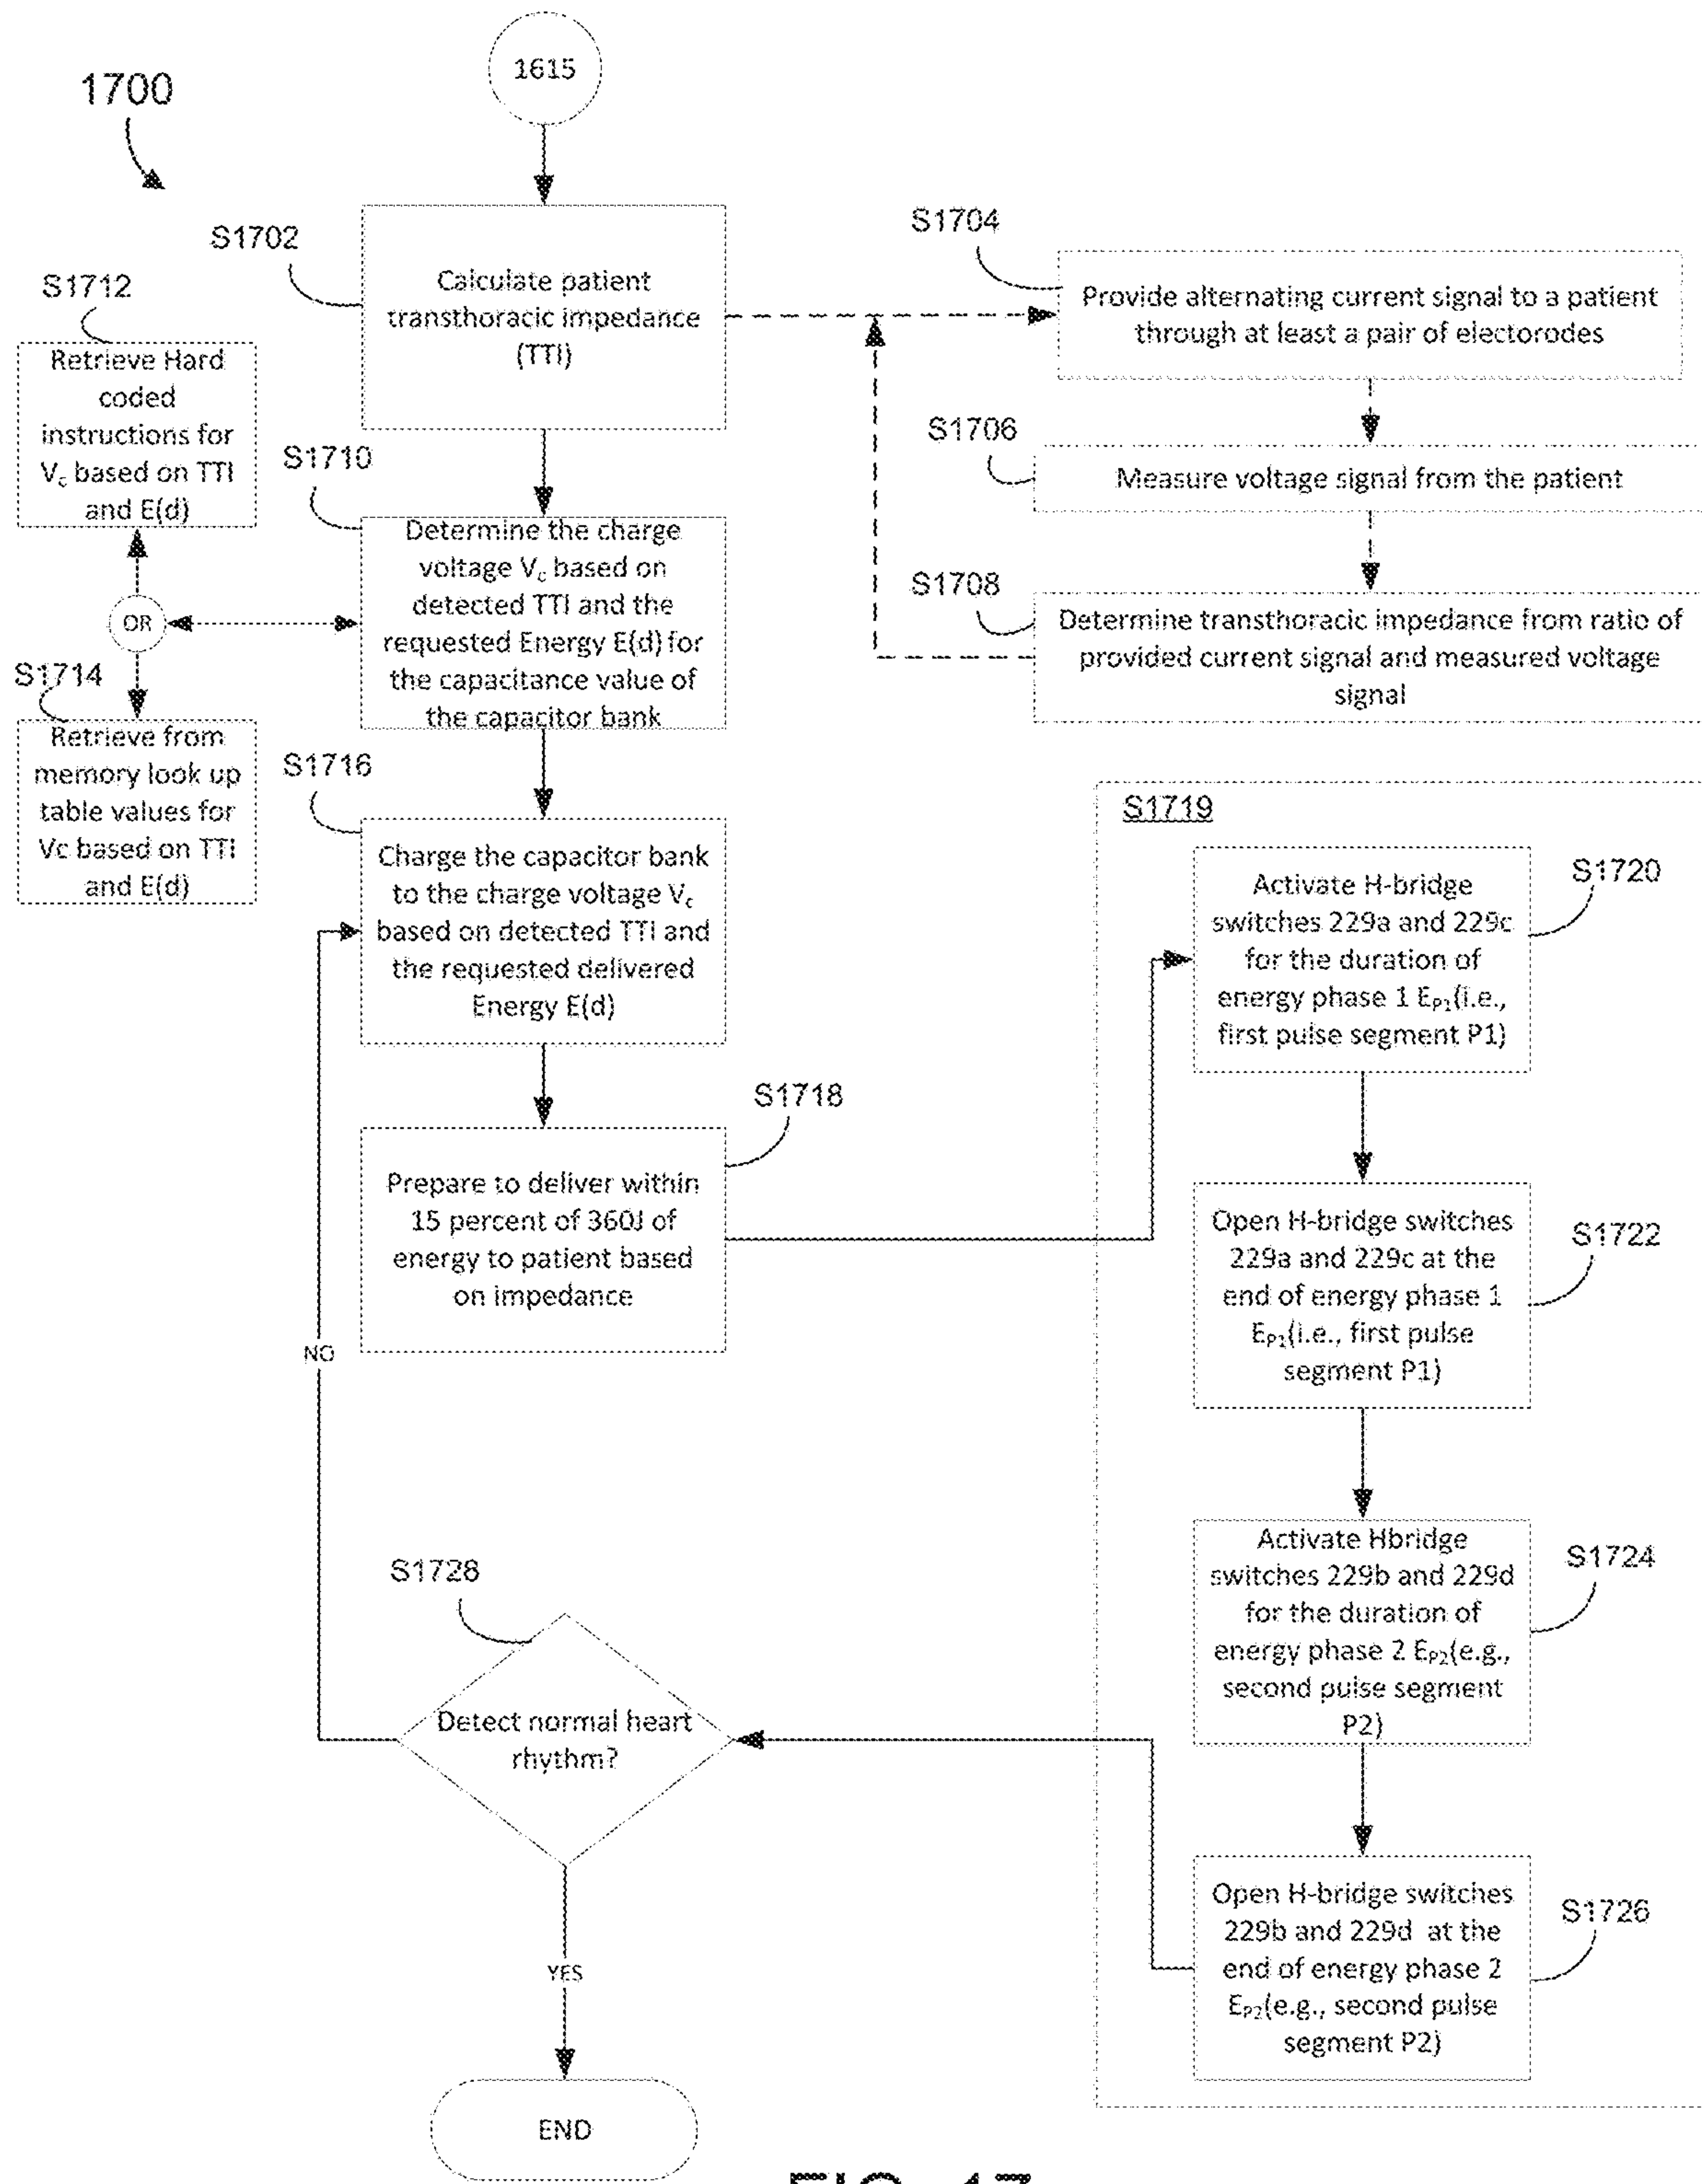 1615
1700
S1702
Calculate patient
transthoracic impedance
(TTI)
S1704
Provide alternating current signal to a patient
through at least a pair of electorodes
S1706
Measure voltage signal from the patient
S1708
Determine transthoracic impedance from ratio of
provided current signal and measured voltage
signal
S1712
Retrieve Hard
coded
instructions for
Vc based on TTI
and E(d)
OR
S1714
Retrieve from
memory look up
table values for
Vc based on TTI
and E(d)
S1710
Determine the charge
voltage Vc based on
detected TTI and the
requested Energy E(d) for
the capacitance value of
the capacitor bank
S1716
Charge the capacitor bank
to the charge voltage Vc
based on detected TTI and
the requested delivered
Energy E(d)
S1718
Prepare to deliver within
15 percent of 360J of
energy to patient based
on impedance
S1719
S1720
Activate H-bridge
switches 229a and 229c
for the duration of
energy phase 1 EP1(i.e.,
first pulse segment P1)
S1722
Open H-bridge switches
229a and 229c at the
end of energy phase 1
EP1(i.e., first pulse
segment P1)
S1724
Activate Hbridge
switches 229b and 229d
for the duration of
energy phase 2 EP2(e.g.,
second pulse segment
P2)
S1726
Open H-bridge switches
229b and 229d at the
end of energy phase 2
EP2(e.g., second pulse
segment P2)
S1728
Detect normal heart
rhythm?
NO
YES
END
FIG. 17